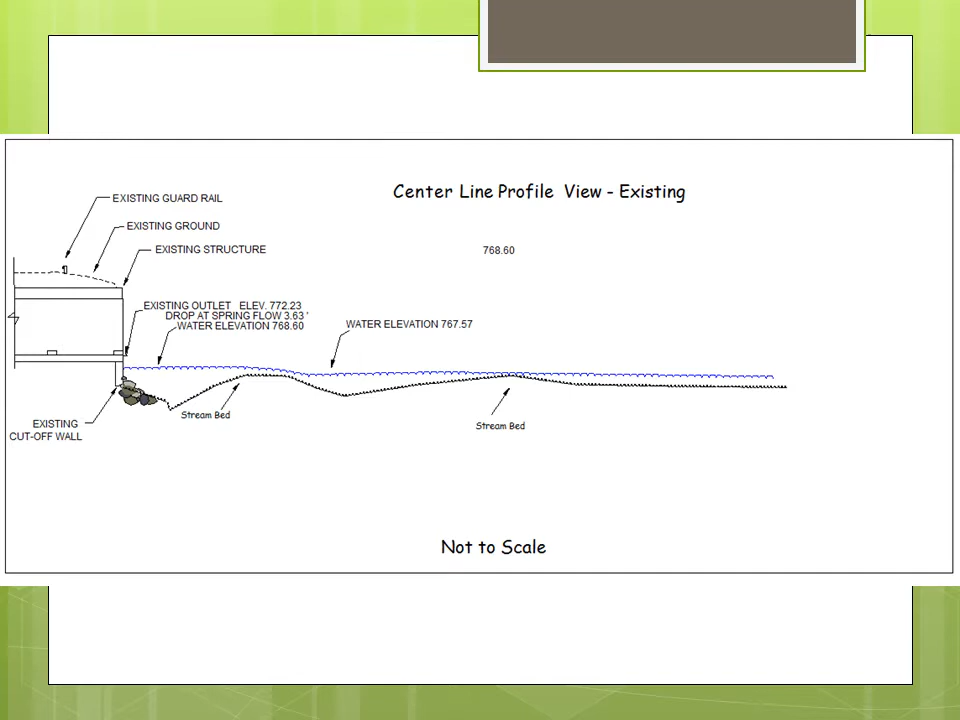 Center Line Profile View - Existing
EXISTING GUARD RAIL
EXISTING GROUND
EXISTING STRUCTURE
768.60
EXISTING OUTLET ELEV. 772.23
DROP AT SPRING FLOW 3.63 '
WATER ELEVATION 768.60
WATER ELEVATION 767.57
Stream Bed
Stream Bed
EXISTING
CUT-OFF WALL
Not to Scale